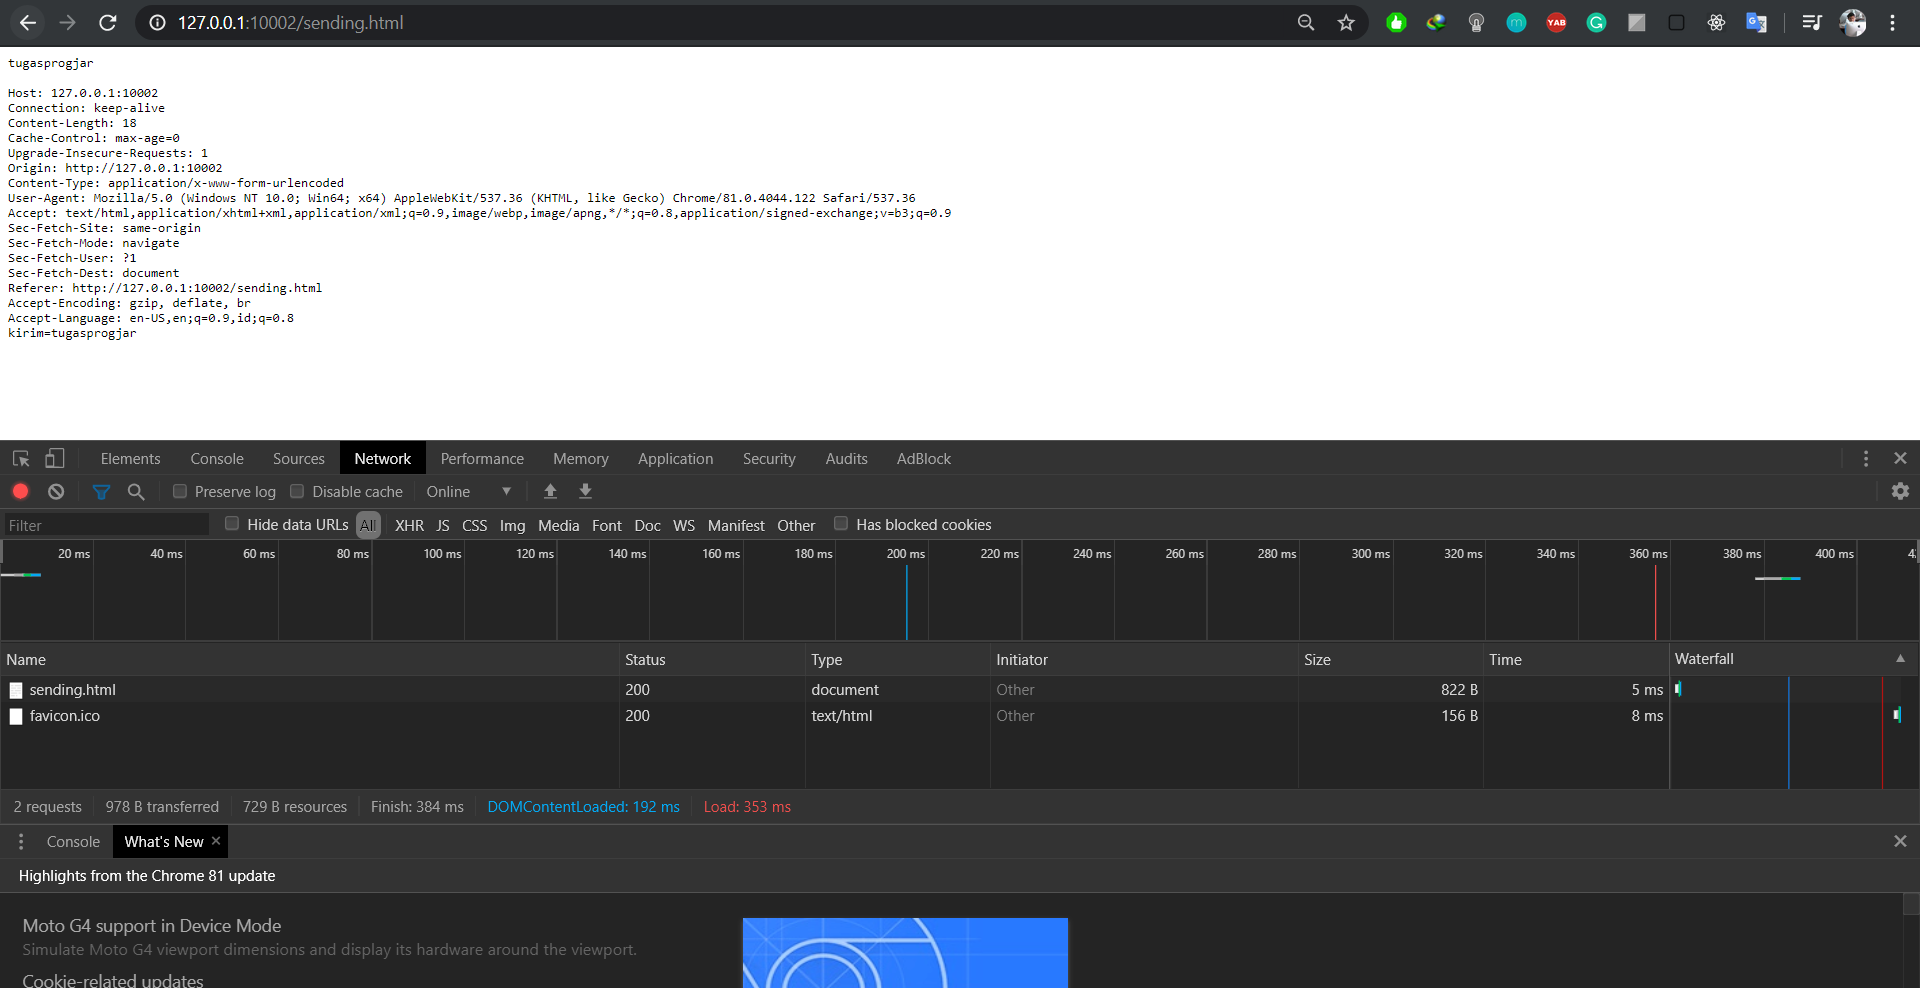 127.0.0.1:10002/sending.html
YAB
tugasprogjar
Host: 127.0.0.1:10002
Connection: keep-alive
Content-Length: 18
Cache-Control: max-age=0
Upgrade-Insecure-Requests: 1
Origin: http://127.0.0.1:10002
Content-Type: application/x-www-form-urlencoded
User-Agent: Mozilla/5.0 (Windows NT 10.0; Win64; x64) AppleWebKit/537.36 (KHTML, like Gecko) Chrome/81.0.4044.122 Safari/537.36
Accept: text/html,application/xhtml+xml,application/xml;q=0.9,image/webp,image/apng,*/*;q=0.8,application/signed-exchange;v=b3;q=0.9
Sec-Fetch-Site: same-origin
Sec-Fetch-Mode: navigate
Sec-Fetch-User: ?1
Sec-Fetch-Dest: document
Referer: http://127.0.0.1:10002/sending.html
Accept-Encoding: gzip, deflate, br
Accept-Language: en-US,en;q=0.9,id;q=0.8
kirim=tugasprogjar
Elements Console Sources Network Performance Memory Application Security Audits AdBlock
Preserve log Disable cache Online
Filter Hide data URLs All XHR JS CSS Img Media Font Doc WS Manifest Other Has blocked cookies
20 ms 40 ms 60 ms 80 ms 100 ms 120 ms 140 ms 160 ms 180 ms 200 ms 220 ms 240 ms 260 ms 280 ms 300 ms 320 ms 340 ms 360 ms 380 ms 400 ms
Name Status Type Initiator Size Time Waterfall
sending.html 200 document Other 822 B 5 ms
favicon.ico 200 text/html Other 156 B 8 ms
2 requests 978 B transferred 729 B resources Finish: 384 ms DOMContentLoaded: 192 ms Load: 353 ms
Console What's New
Highlights from the Chrome 81 update
Moto G4 support in Device Mode
Simulate Moto G4 viewport dimensions and display its hardware around the viewport.
Cookie-related updates